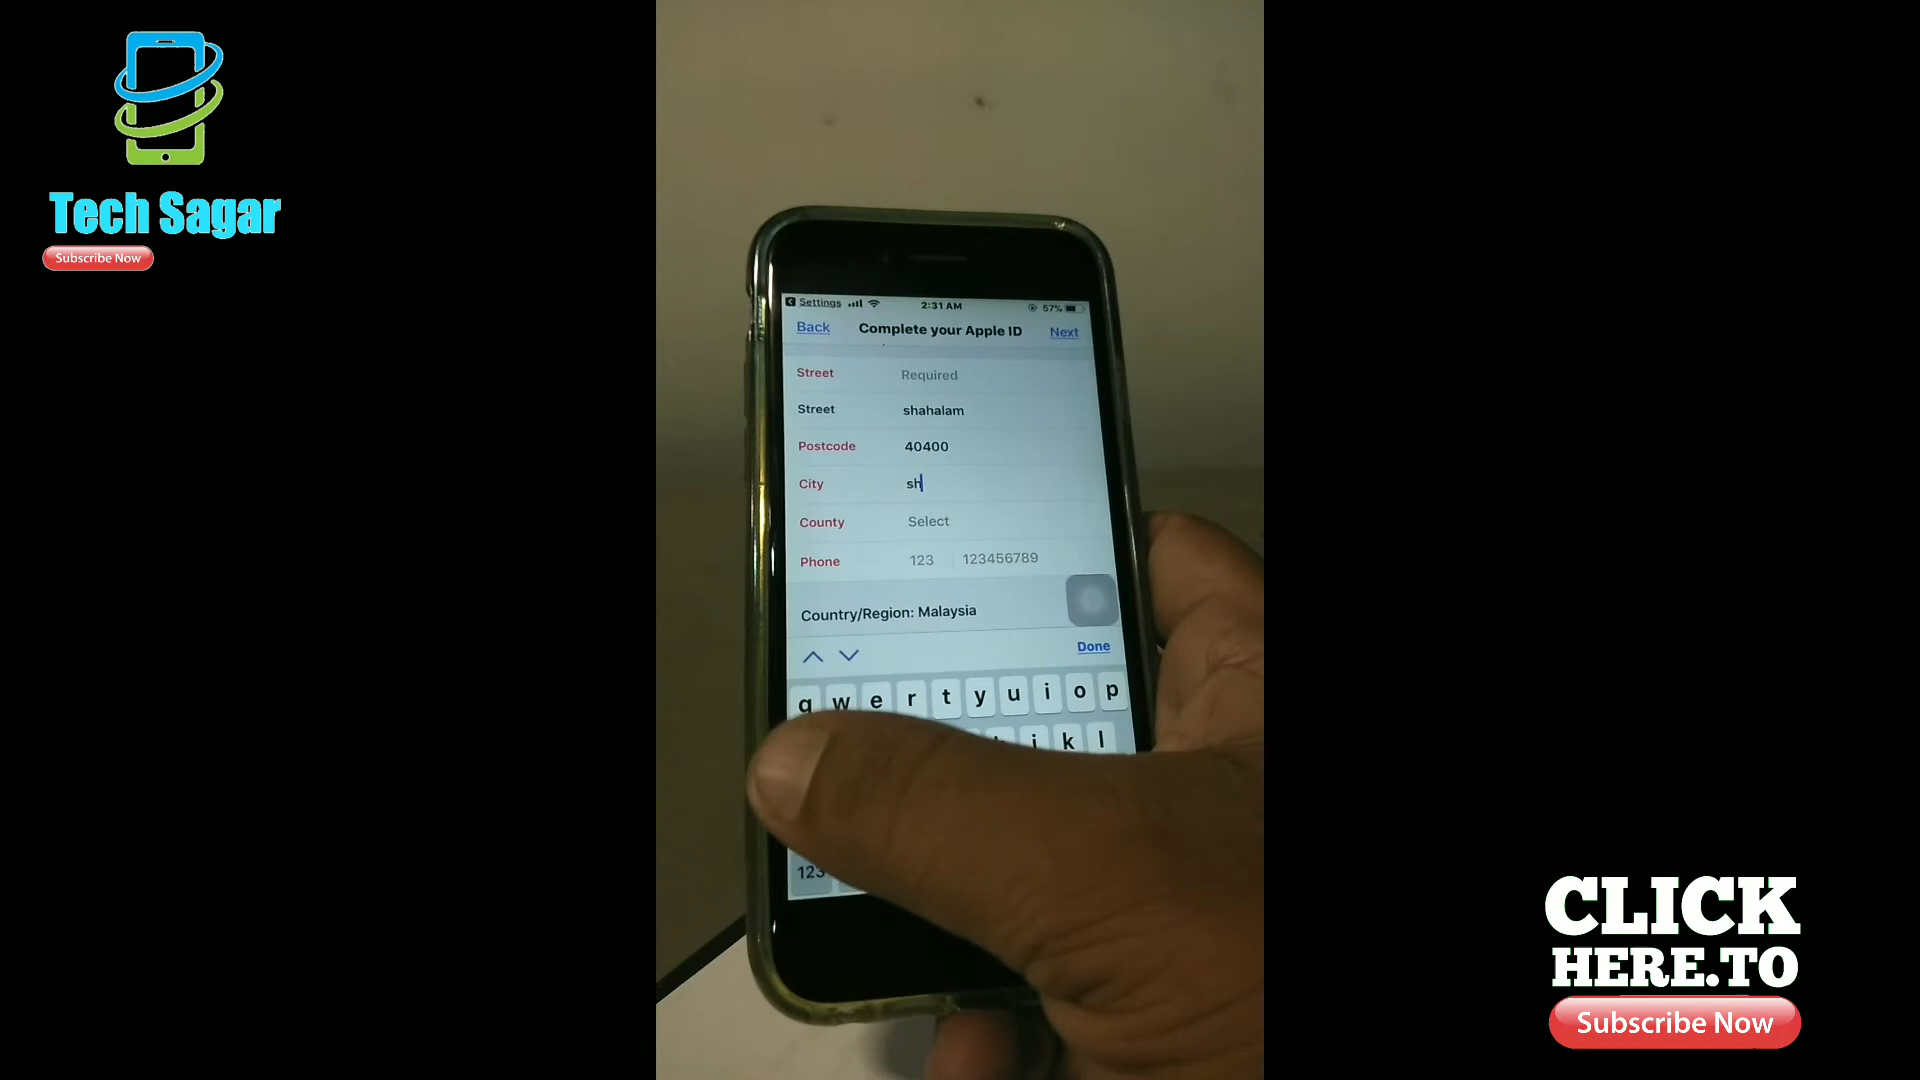 Tech Sagar
Subscribe Now
Settings 2:31 AM 57%
Back Complete your Apple ID Next
Street Required
Street shahalam
Postcode 40400
City sh
County Select
Phone 123 123456789
Country/Region: Malaysia
Done
q w e r t y u i o p
k l
123
CLICK
HERE.TO
Subscribe Now